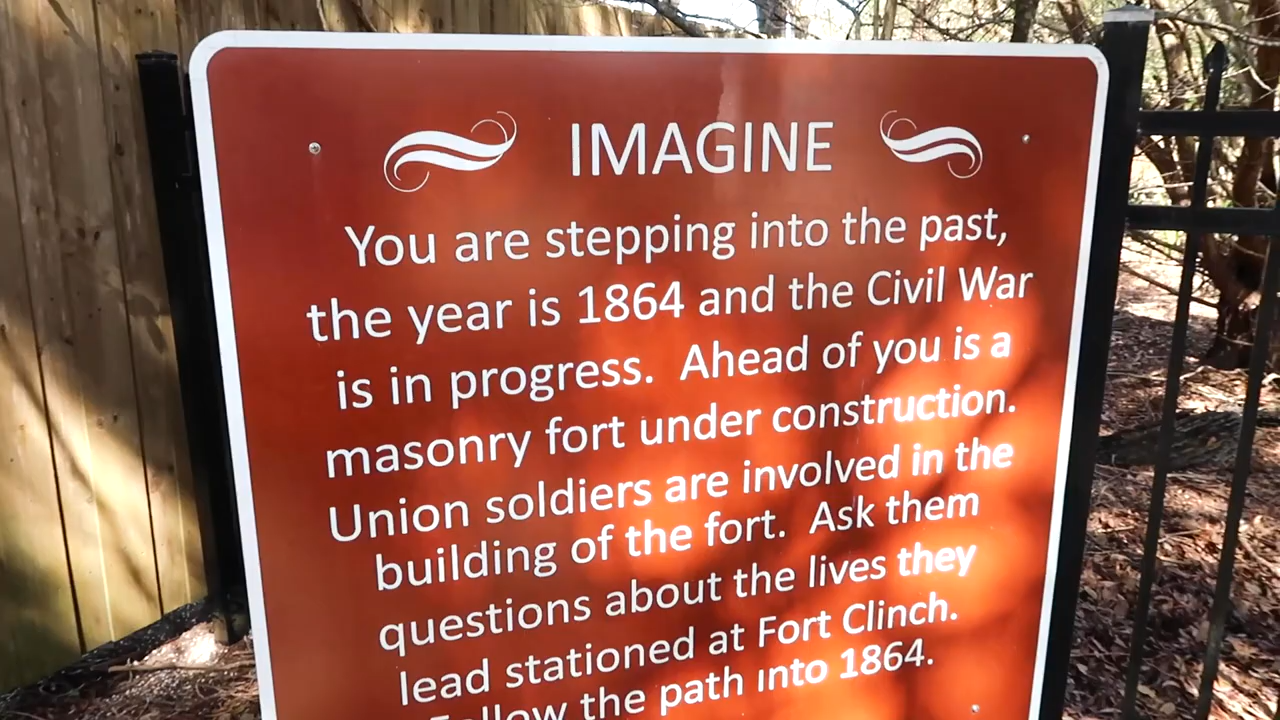 IMAGINE
You are stepping into the past,
the year is 1864 and the Civil War
is in progress. Ahead of you is a
masonry fort under construction.
Union soldiers are involved in the
building of the fort. Ask them
questions about the lives they
lead stationed at Fort Clinch.
Follow the path into 1864.